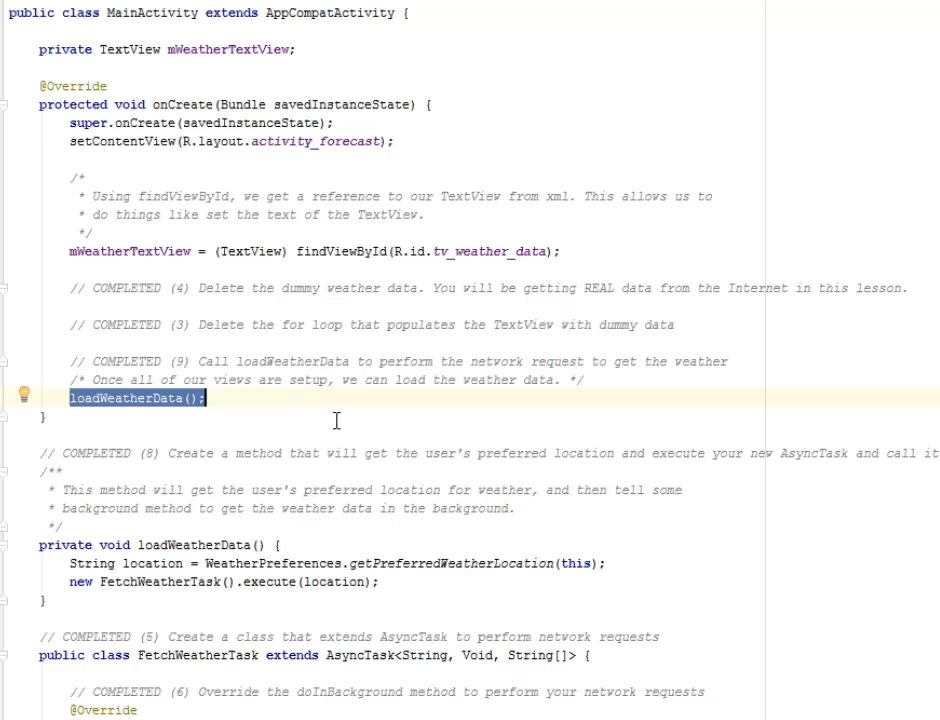 public class MainActivity extends AppCompatActivity {
private TextView mWeatherTextView;
@Override
protected void onCreate(Bundle savedInstanceState) {
super.onCreate(savedInstanceState);
setContentView(R.layout.activity_forecast);
/*
* Using findViewById, we get a reference to our TextView from xml. This allows us to
* do things like set the text of the TextView.
*/
mWeatherTextView = (TextView) findViewById(R.id.tv_weather_data);
// COMPLETED (4) Delete the dummy weather data. You will be getting REAL data from the Internet in this lesson.
// COMPLETED (3) Delete the for loop that populates the TextView with dummy data
// COMPLETED (9) Call loadWeatherData to perform the network request to get the weather
/* Once all of our views are setup, we can load the weather data. */
loadWeatherData();
}
// COMPLETED (8) Create a method that will get the user's preferred location and execute your new AsyncTask and call it
/**
* This method will get the user's preferred location for weather, and then tell some
* background method to get the weather data in the background.
*/
private void loadWeatherData() {
String location = WeatherPreferences.getPreferredWeatherLocation(this);
new FetchWeatherTask().execute(location);
}
// COMPLETED (5) Create a class that extends AsyncTask to perform network requests
public class FetchWeatherTask extends AsyncTask<String, Void, String[]> {
// COMPLETED (6) Override the doInBackground method to perform your network requests
@Override